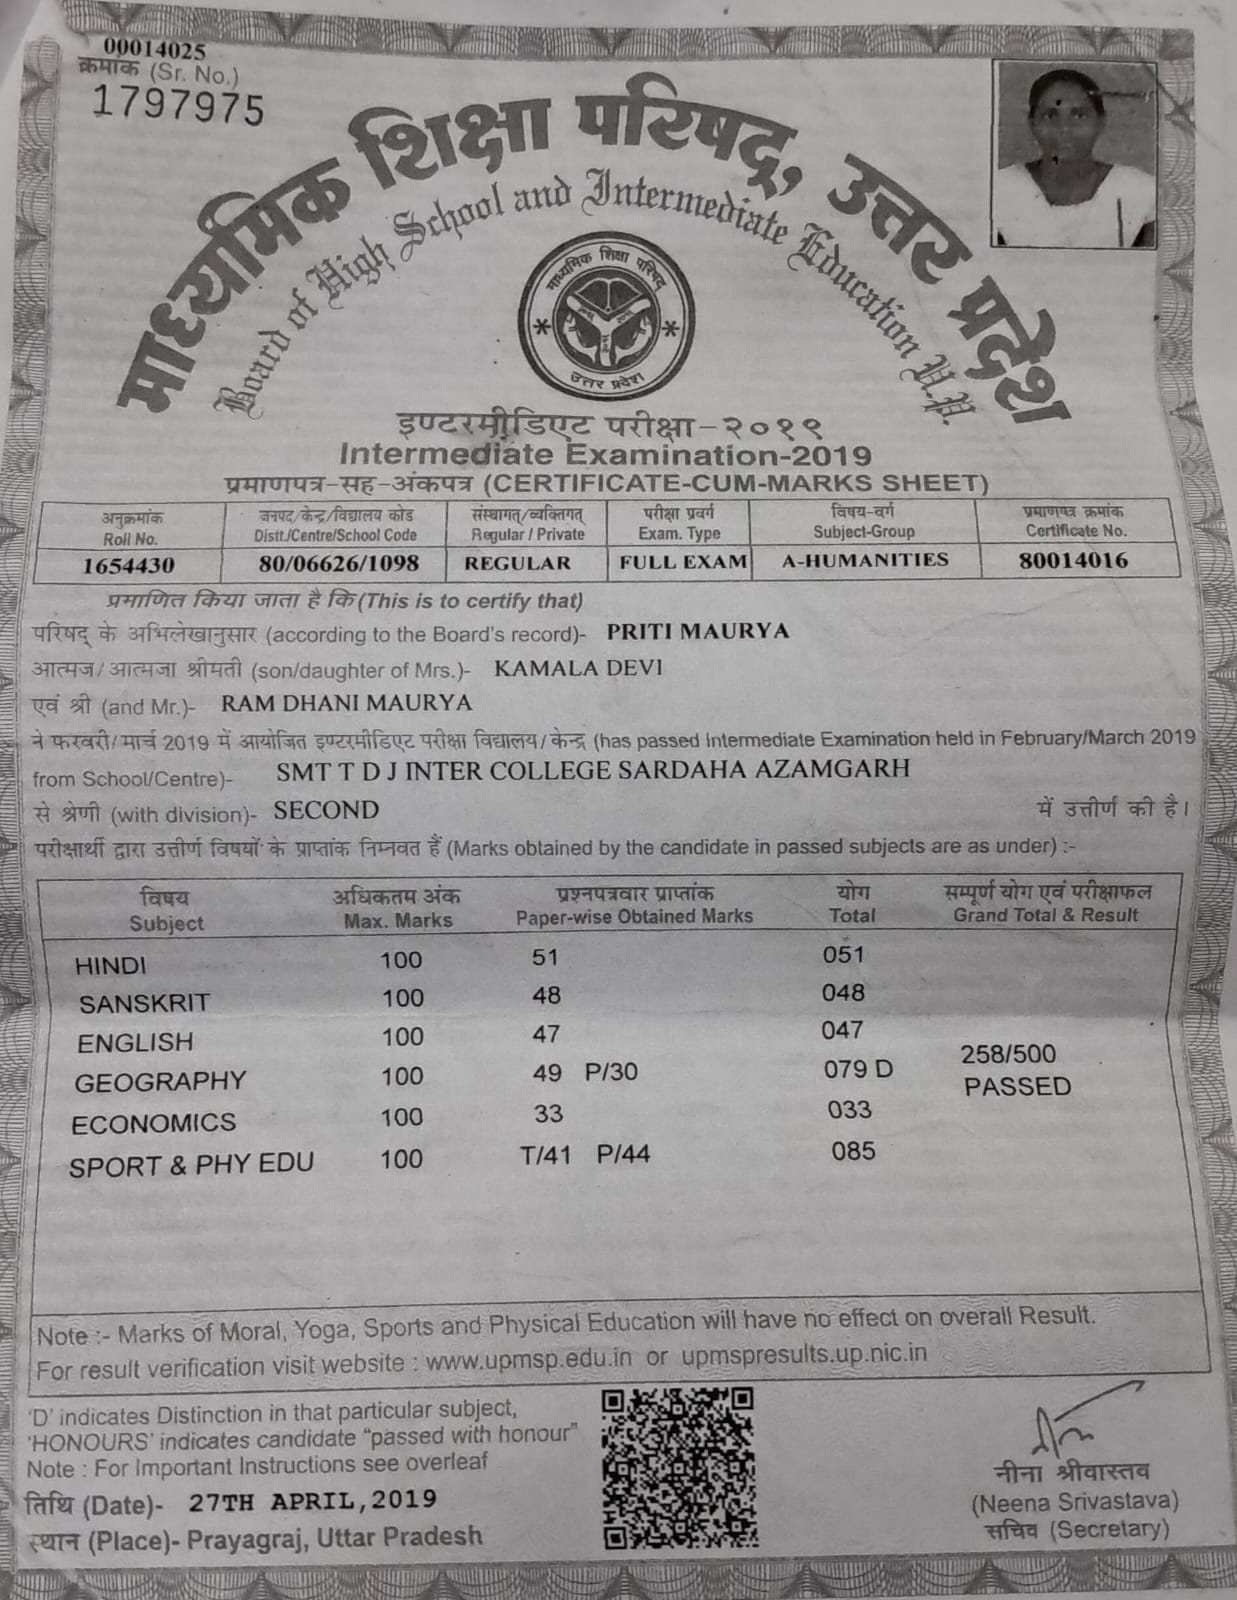 00014025
क्रमांक (Sr. No.)
1797975
माध्यमिक शिक्षा परिषद्, उत्तर प्रदेश
Board of High School and Intermediate Education U.P.
माध्यमिक शिक्षा परिषद्
उत्तर प्रदेश
इण्टरमीडिएट परीक्षा-२०१९
Intermediate Examination-2019
प्रमाणपत्र-सह-अंकपत्र (CERTIFICATE-CUM-MARKS SHEET)
अनुक्रमांक जनपद/केन्द्र/विद्यालय कोड संस्थागत्/व्यक्तिगत् परीक्षा प्रवर्ग विषय-वर्ग प्रमाणपत्र क्रमांक
Roll No. Distt./Centre/School Code Regular / Private Exam. Type Subject-Group Certificate No.
1654430 80/06626/1098 REGULAR FULL EXAM A-HUMANITIES 80014016
प्रमाणित किया जाता है कि (This is to certify that)
परिषद् के अभिलेखानुसार (according to the Board's record)- PRITI MAURYA
आत्मज/आत्मजा श्रीमती (son/daughter of Mrs.)- KAMALA DEVI
एवं श्री (and Mr.)- RAM DHANI MAURYA
ने फरवरी/मार्च 2019 में आयोजित इण्टरमीडिएट परीक्षा विद्यालय/केन्द्र (has passed Intermediate Examination held in February/March 2019
from School/Centre)- SMT T D J INTER COLLEGE SARDAHA AZAMGARH
से श्रेणी (with division)- SECOND में उत्तीर्ण की है।
परीक्षार्थी द्वारा उत्तीर्ण विषयों के प्राप्तांक निम्नवत हैं (Marks obtained by the candidate in passed subjects are as under) :-
विषय अधिकतम अंक प्रश्नपत्रवार प्राप्तांक योग सम्पूर्ण योग एवं परीक्षाफल
Subject Max. Marks Paper-wise Obtained Marks Total Grand Total & Result
HINDI 100 51 051
SANSKRIT 100 48 048
ENGLISH 100 47 047
258/500
GEOGRAPHY 100 49 P/30 079 D
PASSED
ECONOMICS 100 33 033
SPORT & PHY EDU 100 T/41 P/44 085
Note :- Marks of Moral, Yoga, Sports and Physical Education will have no effect on overall Result.
For result verification visit website : www.upmsp.edu.in or upmspresults.up.nic.in
'D' indicates Distinction in that particular subject,
'HONOURS' indicates candidate "passed with honour"
Note : For Important Instructions see overleaf
तिथि (Date)- 27TH APRIL,2019
स्थान (Place)- Prayagraj, Uttar Pradesh
नीना श्रीवास्तव
(Neena Srivastava)
सचिव (Secretary)